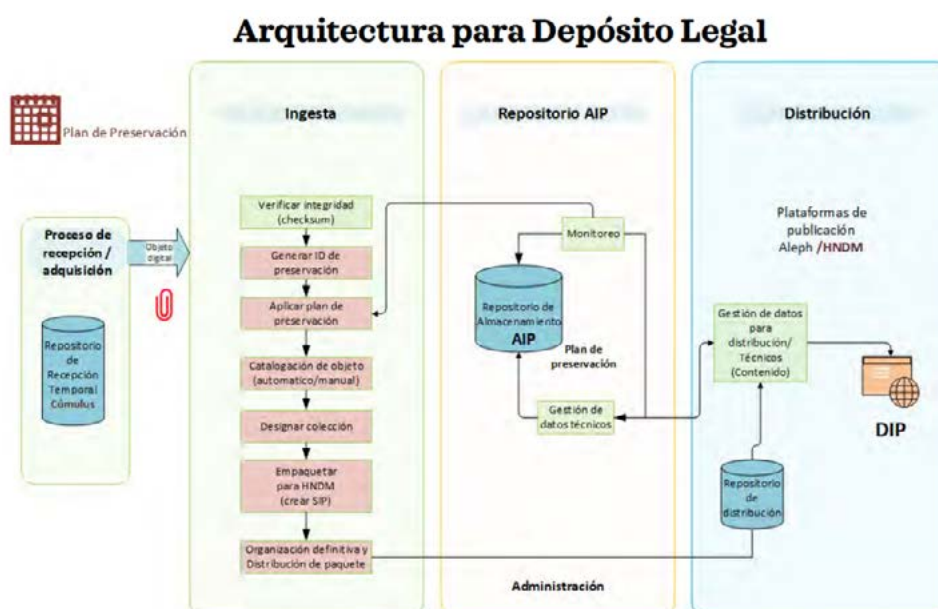 Arquitectura para Depósito Legal
Plan de Preservación
Proceso de
recepción /
adquisición
Repositorio
de
Recepción
Temporal
Cómulus
Objeto
digital
Ingesta
Verificar integridad
(checksum)
Generar ID de
preservación
Aplicar plan de
preservación
Catalogación de objeto
(automatico/manual)
Designar colección
Empaquetar
para HNDM
(crear SIP)
Organización definitiva y
Distribución de paquete
Repositorio AIP
Monitoreo
Repositorio de
Almacenamiento
AIP
Plan de
preservación
Gestión de
datos técnicos
Administración
Distribución
Plataformas de
publicación
Aleph /HNDM
Gestión de datos
para
distribución/
Técnicos
(Contenido)
DIP
Repositorio
de
distribución